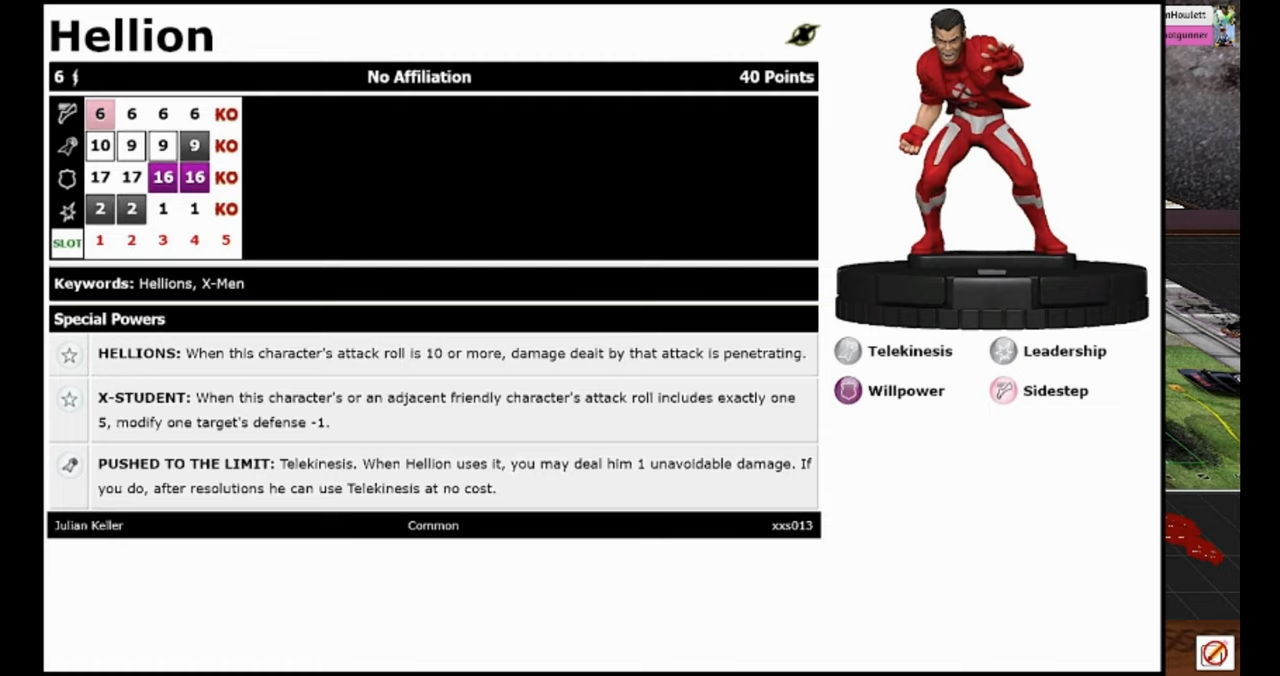 Hellion
6 No Affiliation 40 Points
6 6 6 6 KO
10 9 9 9 KO
17 17 16 16 KO
2 2 1 1 KO
SLOT 1 2 3 4 5
Keywords: Hellions, X-Men
Special Powers
HELLIONS: When this character's attack roll is 10 or more, damage dealt by that attack is penetrating.
X-STUDENT: When this character's or an adjacent friendly character's attack roll includes exactly one
5, modify one target's defense -1.
PUSHED TO THE LIMIT: Telekinesis. When Hellion uses it, you may deal him 1 unavoidable damage. If
you do, after resolutions he can use Telekinesis at no cost.
Julian Keller Common xxs013
Telekinesis Leadership
Willpower Sidestep